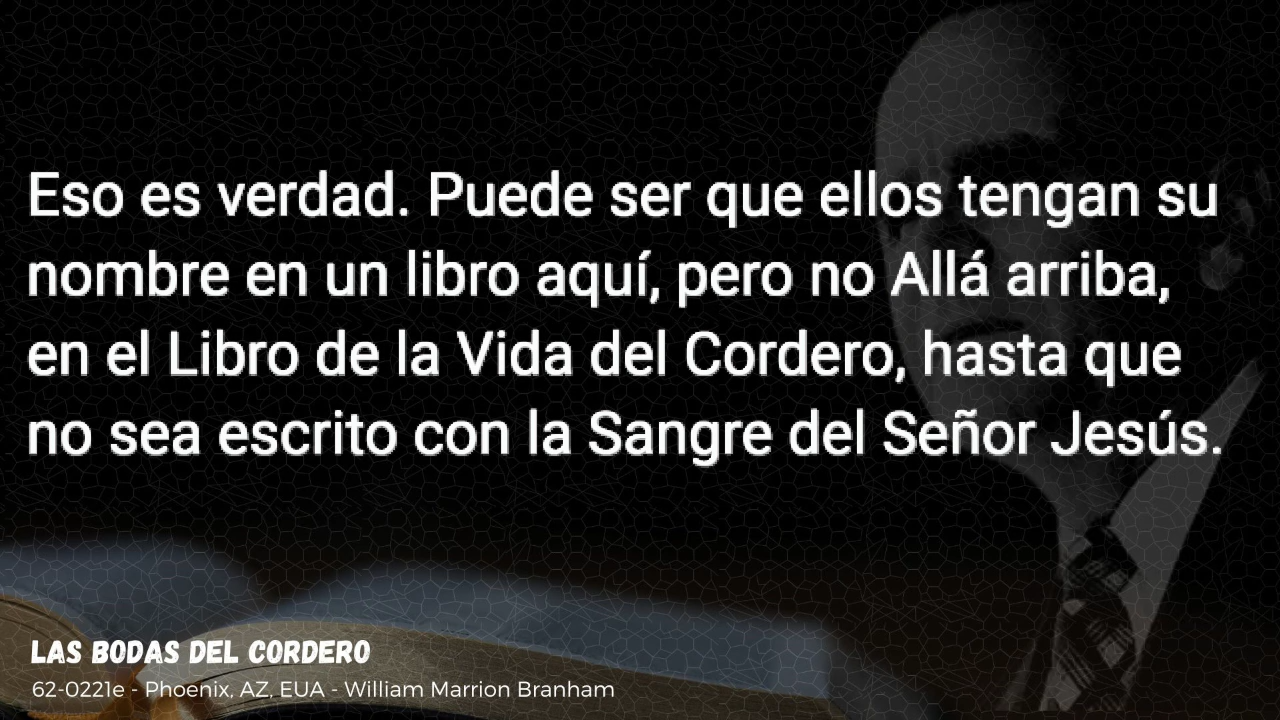 Eso es verdad. Puede ser que ellos tengan su
nombre en un libro aquí, pero no Allá arriba,
en el Libro de la Vida del Cordero, hasta que
no sea escrito con la Sangre del Señor Jesús.
LAS BODAS DEL CORDERO
62-0221e - Phoenix, AZ, EUA - William Marrion Branham